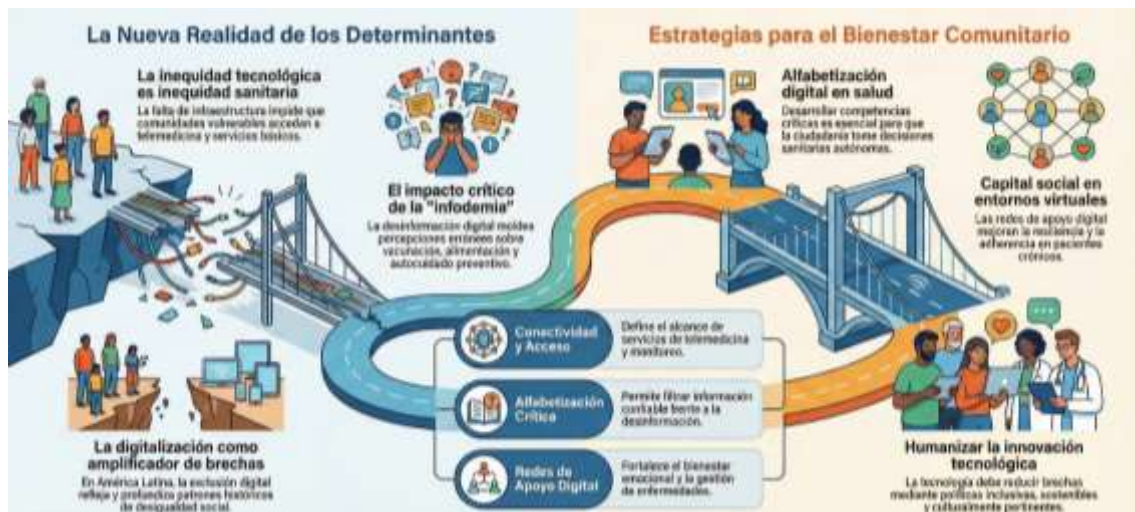 La Nueva Realidad de los Determinantes
La inequidad tecnológica
es inequidad sanitaria
La falta de infraestructura impide que
comunidades vulnerables accedan a
telemedicina y servicios básicos.
El impacto crítico
de la "infodemia"
La desinformación digital moldea
percepciones erróneas sobre
vacunación, alimentación y
autocuidado preventivo.
La digitalización como
amplificador de brechas
En América Latina, la exclusión digital
refleja y profundiza patrones históricos
de desigualdad social.
Conectividad
y Acceso
Define el alcance de
servicios de telemedicina
y monitoreo.
Alfabetización
Crítica
Permite filtrar información
confiable frente a la
desinformación.
Redes de
Apoyo Digital
Fortalece el bienestar
emocional y la gestión
de enfermedades.
Estrategias para el Bienestar Comunitario
Alfabetización
digital en salud
Desarrollar competencias
críticas es esencial para que
la ciudadanía tome decisiones
sanitarias autónomas.
Capital social en
entornos virtuales
Las redes de apoyo digital
mejoran la resiliencia y la
adherencia en pacientes
crónicos.
Humanizar la innovación
tecnológica
La tecnología debe reducir brechas
mediante políticas inclusivas, sostenibles
y culturalmente pertinentes.